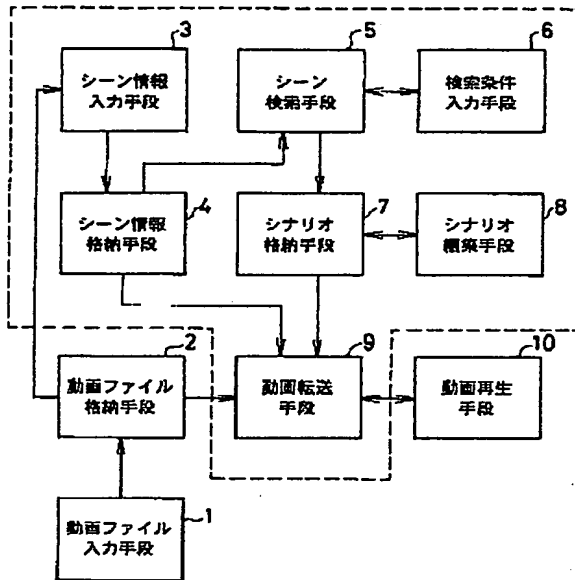 3
シーン情報
入力手段
5
シーン
検索手段
6
検索条件
入力手段
シーン情報
格納手段
4
シナリオ
格納手段
7
シナリオ
編集手段
8
2
動画ファイル
格納手段
9
動画転送
手段
10
動画再生
手段
動画ファイル
入力手段
1